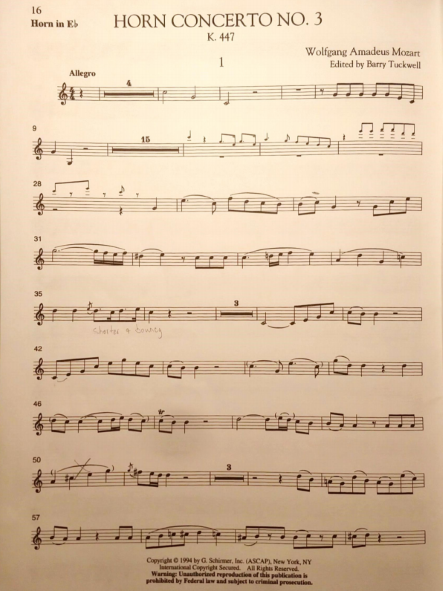 16
HORN CONCERTO NO. 3
Horn in E♭
K. 447
Wolfgang Amadeus Mozart
Edited by Barry Tuckwell
1
Allegro
4
9
15
28
31
35
3
42
46
tr
50
3
57
Copyright © 1994 by G. Schirmer, Inc. (ASCAP), New York, NY
International Copyright Secured. All Rights Reserved.
Warning: Unauthorized reproduction of this publication is
prohibited by Federal law and subject to criminal prosecution.